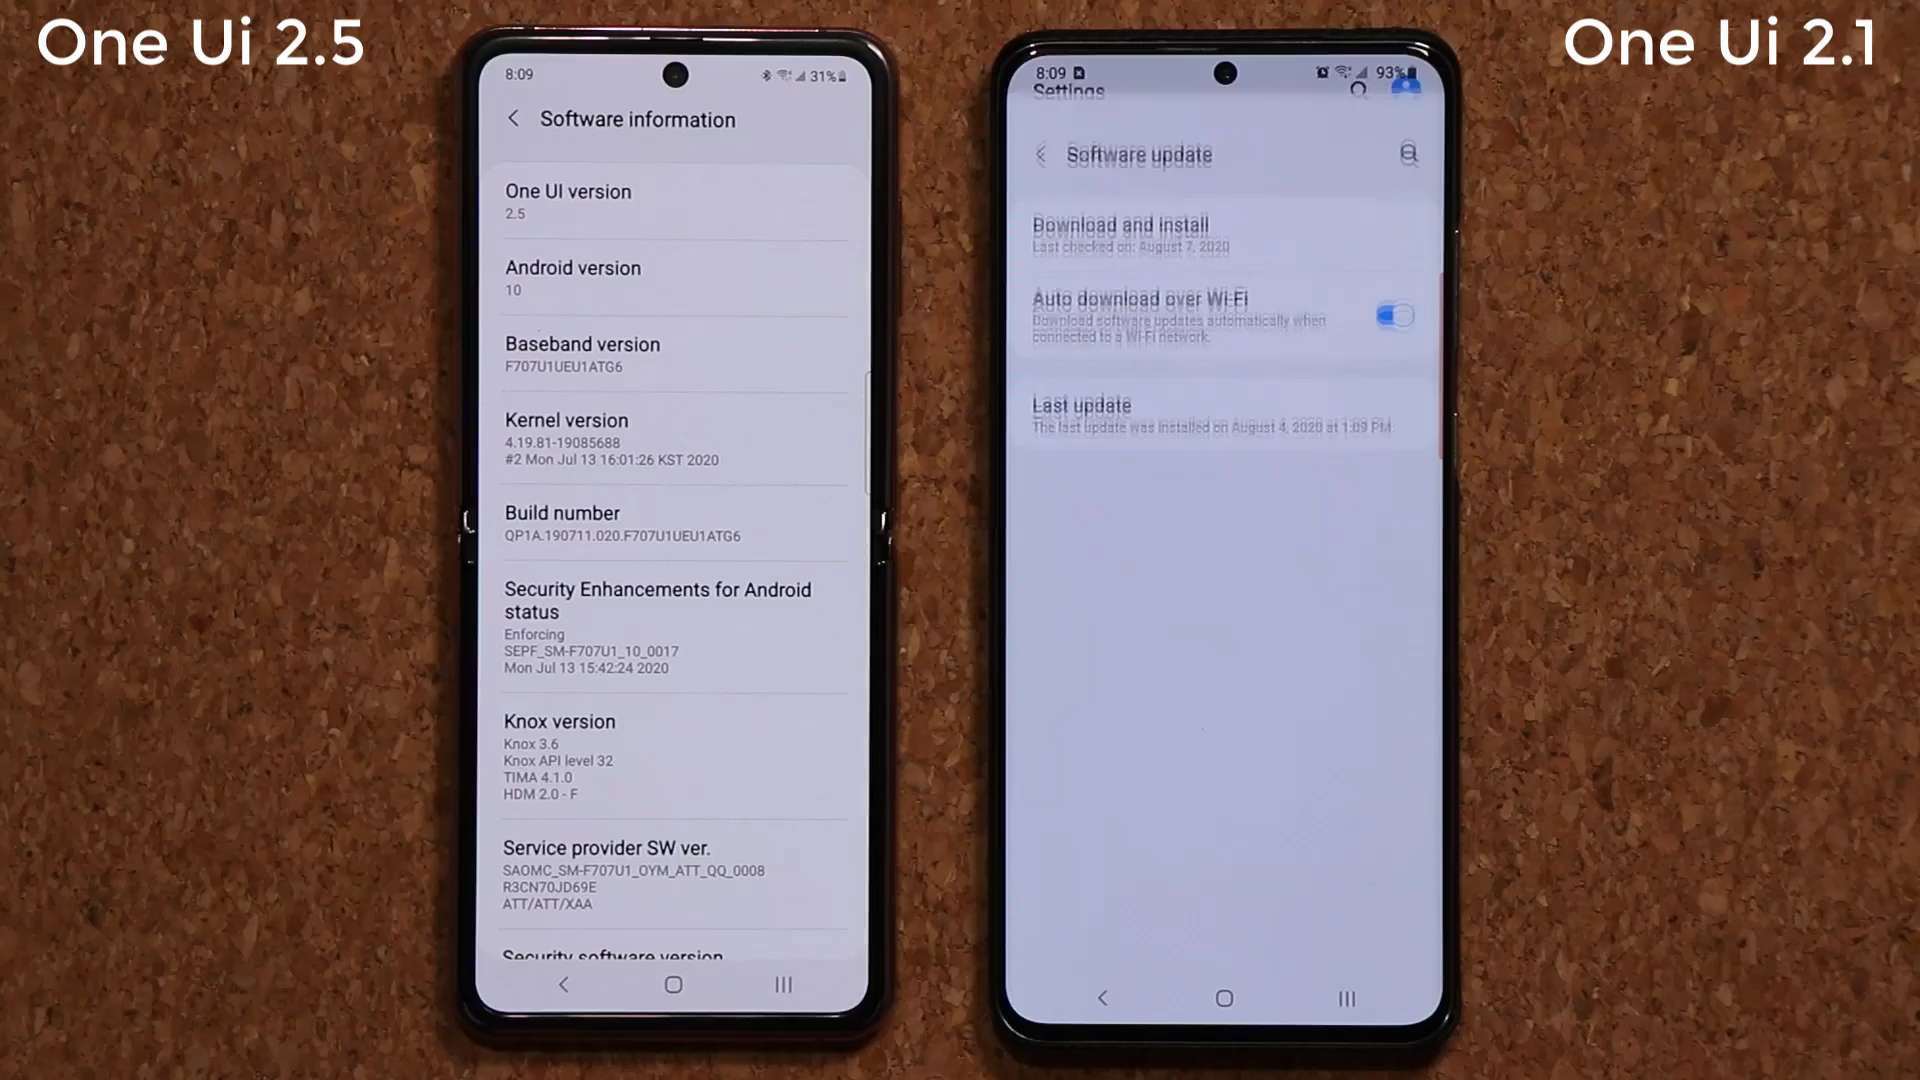 One Ui 2.5
One Ui 2.1
8:09
31%
Software information
One UI version
2.5
Android version
10
Baseband version
F707U1UEU1ATG6
Kernel version
4.19.81-19085688
#2 Mon Jul 13 16:01:26 KST 2020
Build number
QP1A.190711.020.F707U1UEU1ATG6
Security Enhancements for Android
status
Enforcing
SEPF_SM-F707U1_10_0017
Mon Jul 13 15:42:24 2020
Knox version
Knox 3.6
Knox API level 32
TIMA 4.1.0
HDM 2.0 - F
Service provider SW ver.
SAOMC_SM-F707U1_OYM_ATT_QQ_0008
R3CN70JD69E
ATT/ATT/XAA
Security software version
8:09
93%
Settings
Software update
Download and install
Last checked on: August 7, 2020
Auto download over Wi-Fi
Download software updates automatically when
connected to a Wi-Fi network.
Last update
The last update was installed on August 4, 2020 at 1:09 PM.